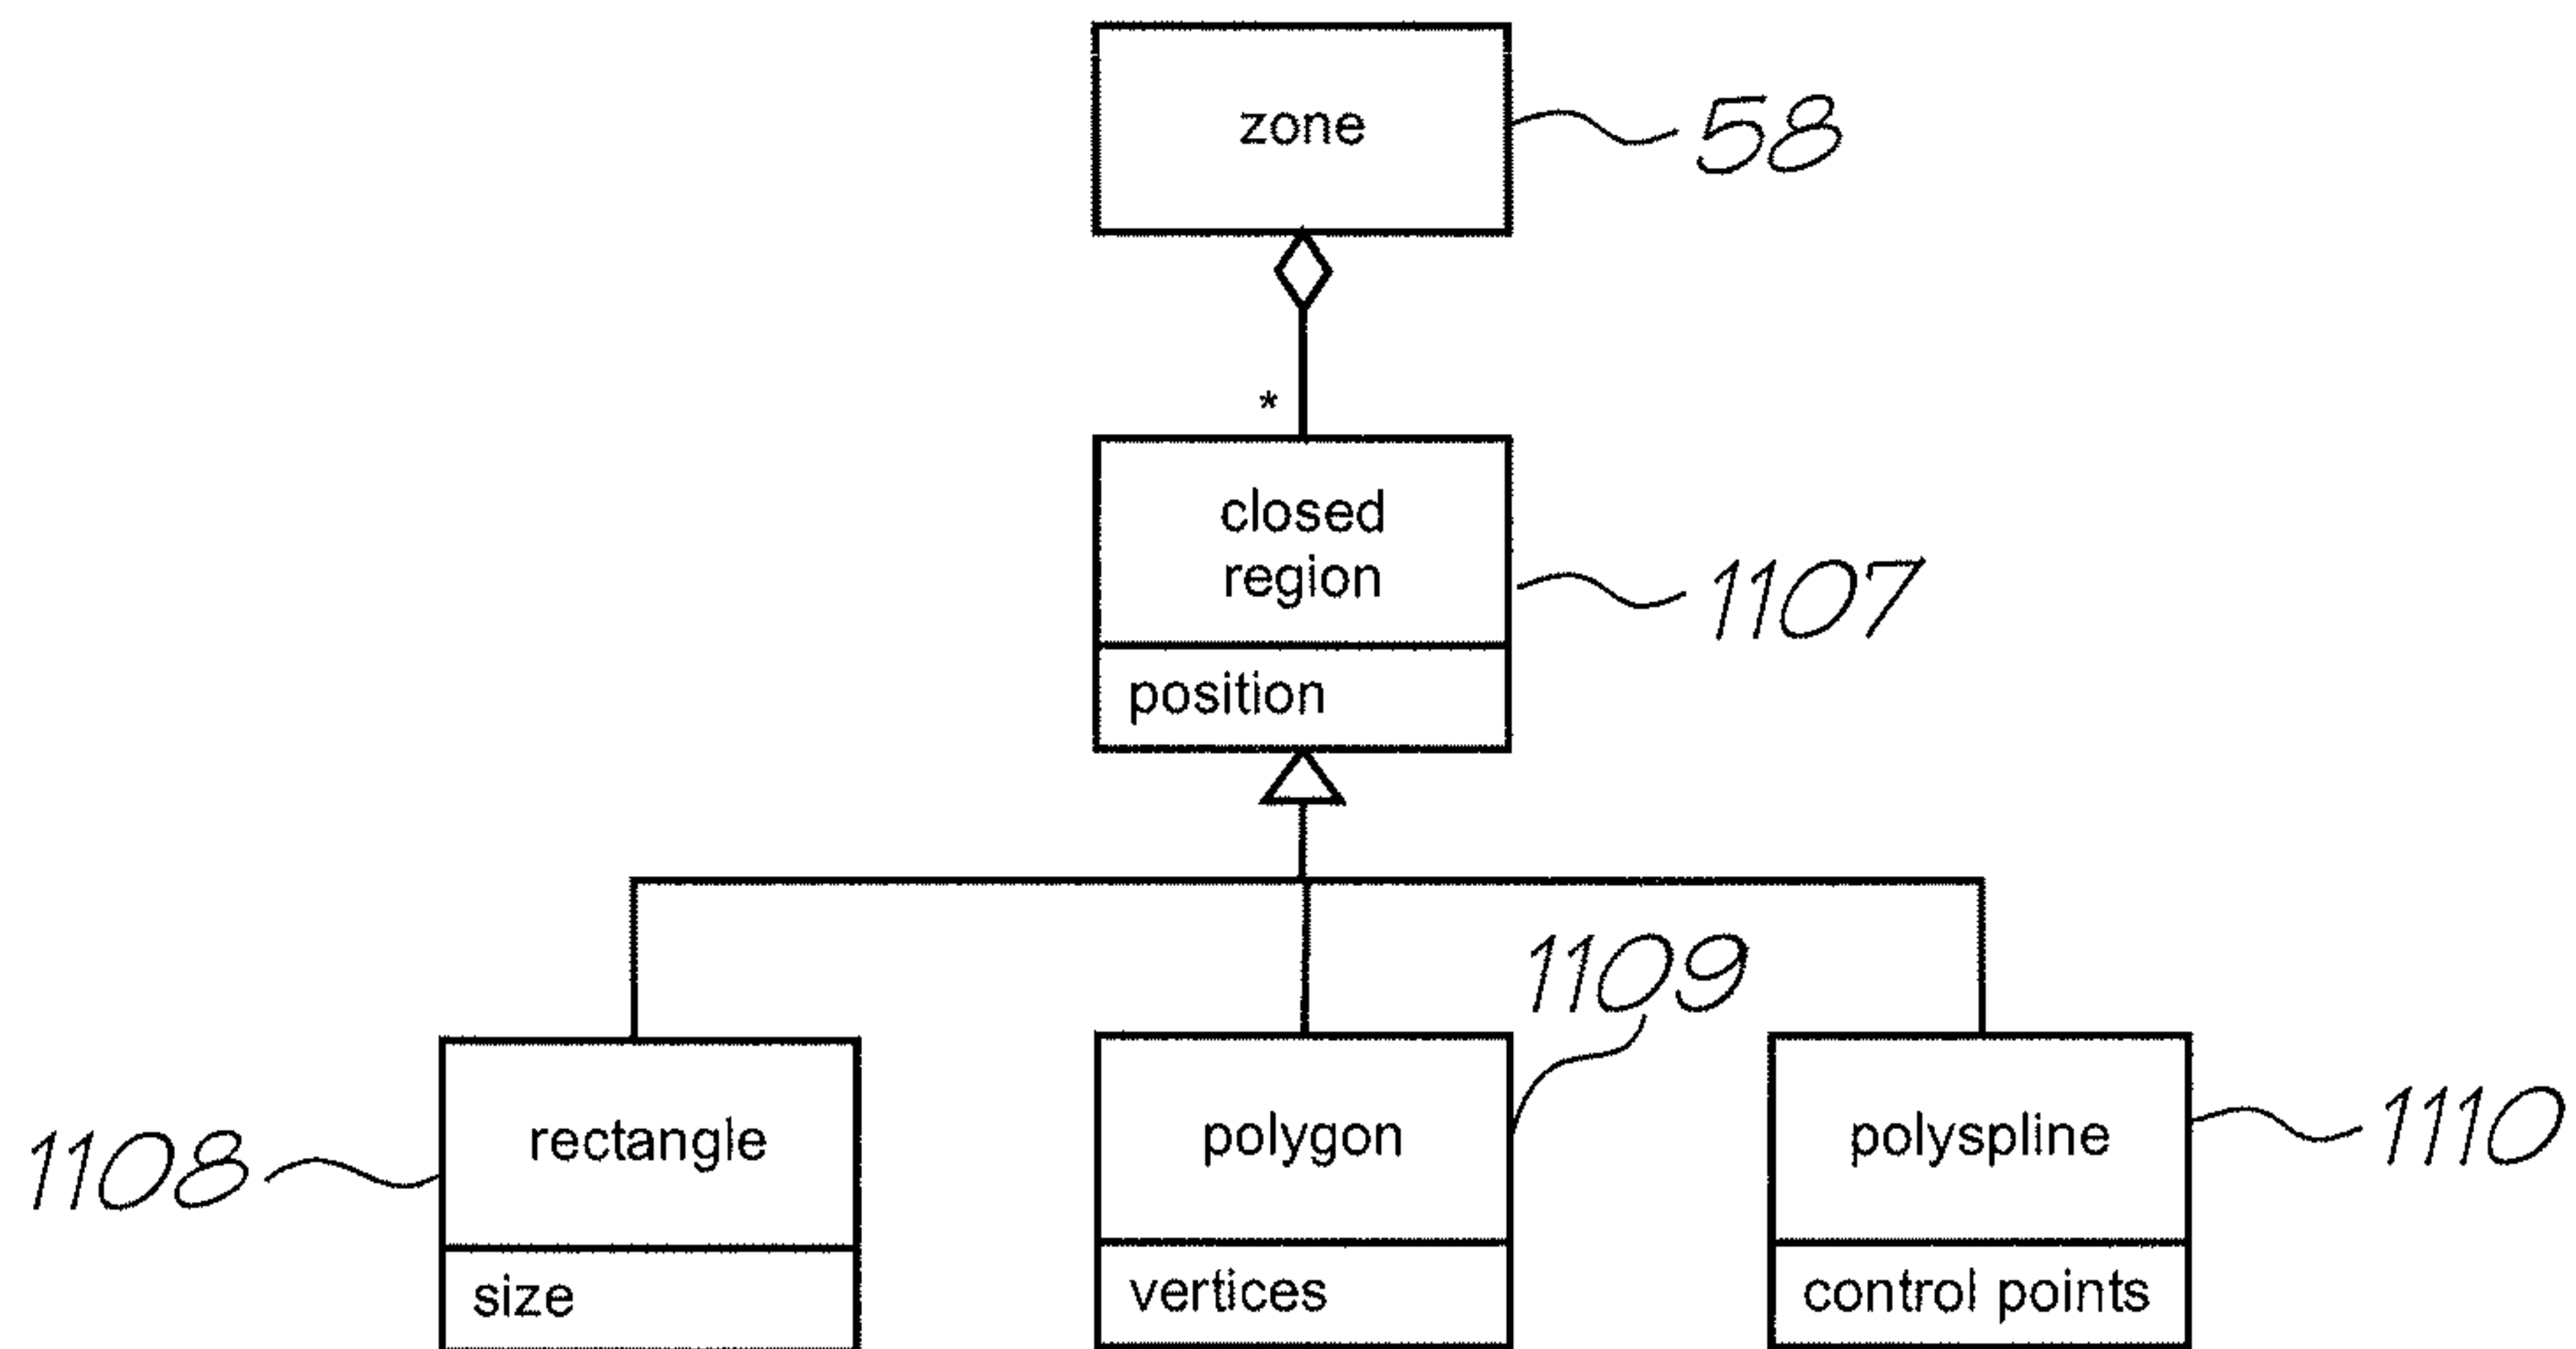 zone
58
*
closed
region
1107
position
1109
rectangle
1108
size
polygon
vertices
polyspline
1110
control points